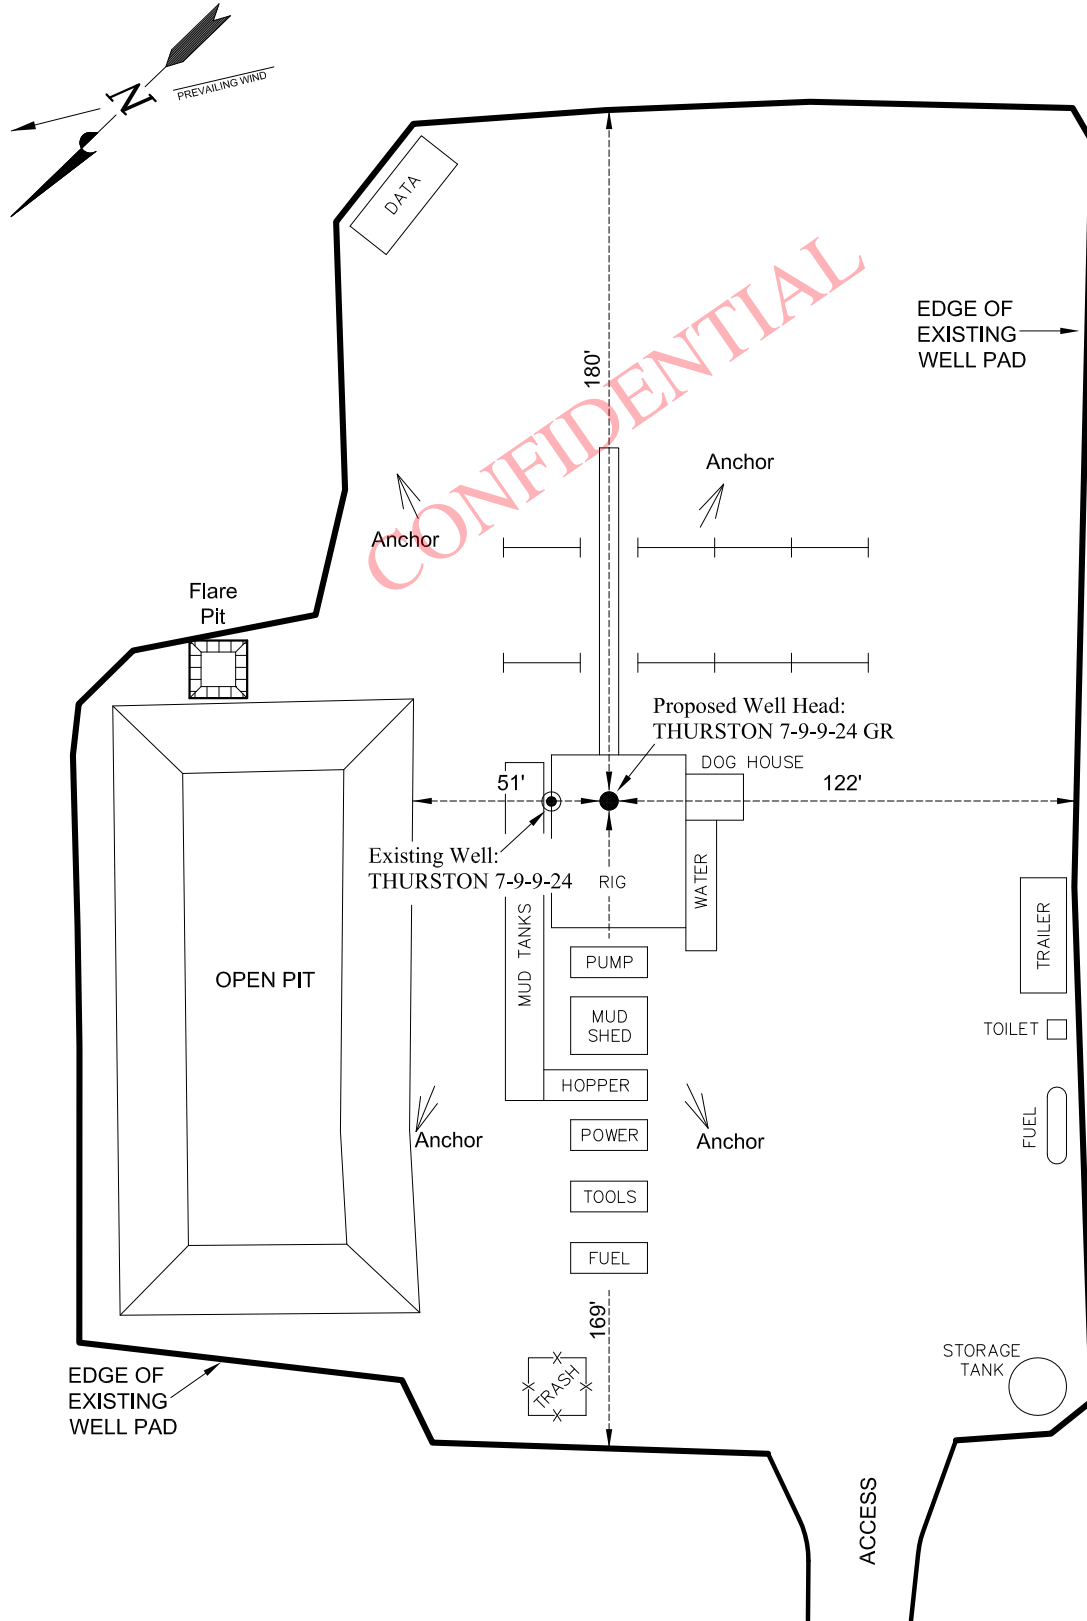 N
PREVAILING WIND
DATA
EDGE OF
EXISTING
WELL PAD
180'
CONFIDENTIAL
Anchor
Anchor
Flare
Pit
Proposed Well Head:
THURSTON 7-9-9-24 GR
DOG HOUSE
51'
122'
Existing Well:
THURSTON 7-9-9-24
RIG
WATER
MUD TANKS
TRAILER
PUMP
OPEN PIT
MUD
SHED
TOILET
HOPPER
FUEL
Anchor
POWER
Anchor
TOOLS
FUEL
169'
STORAGE
TANK
TRASH
EDGE OF
EXISTING
WELL PAD
ACCESS